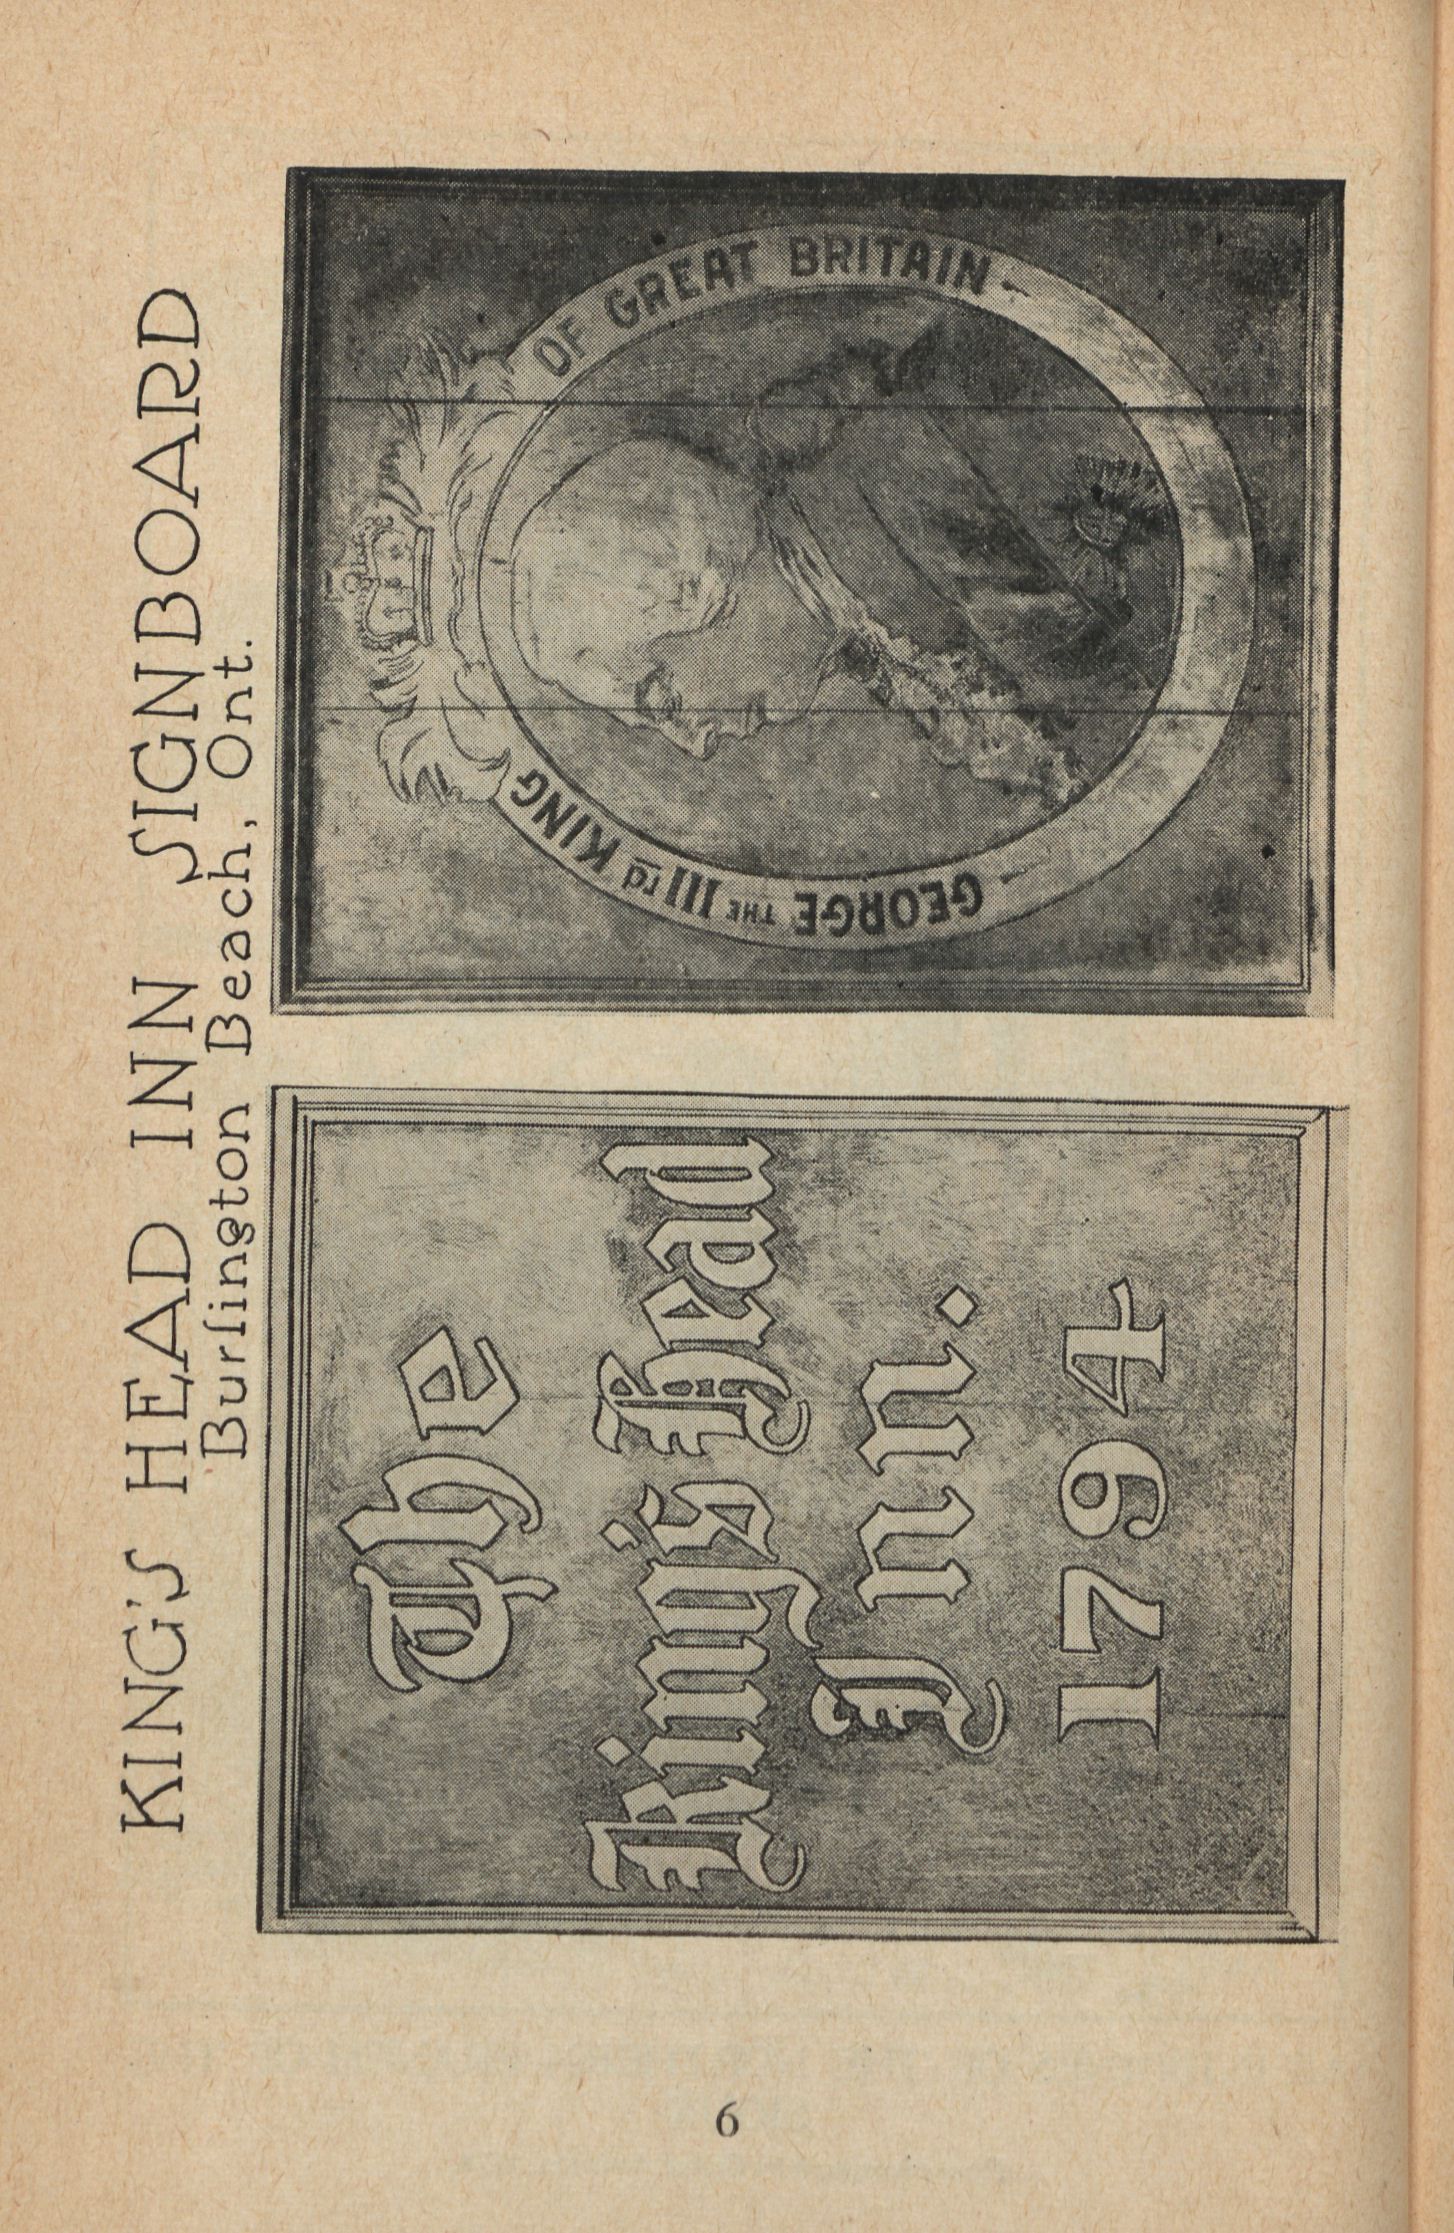 KING'S HEAD INN SIGNBOARD
Burlington Beach, Ont.
The
King's Head
Inn.
1794
GEORGE THE IIIrd KING OF GREAT BRITAIN
6